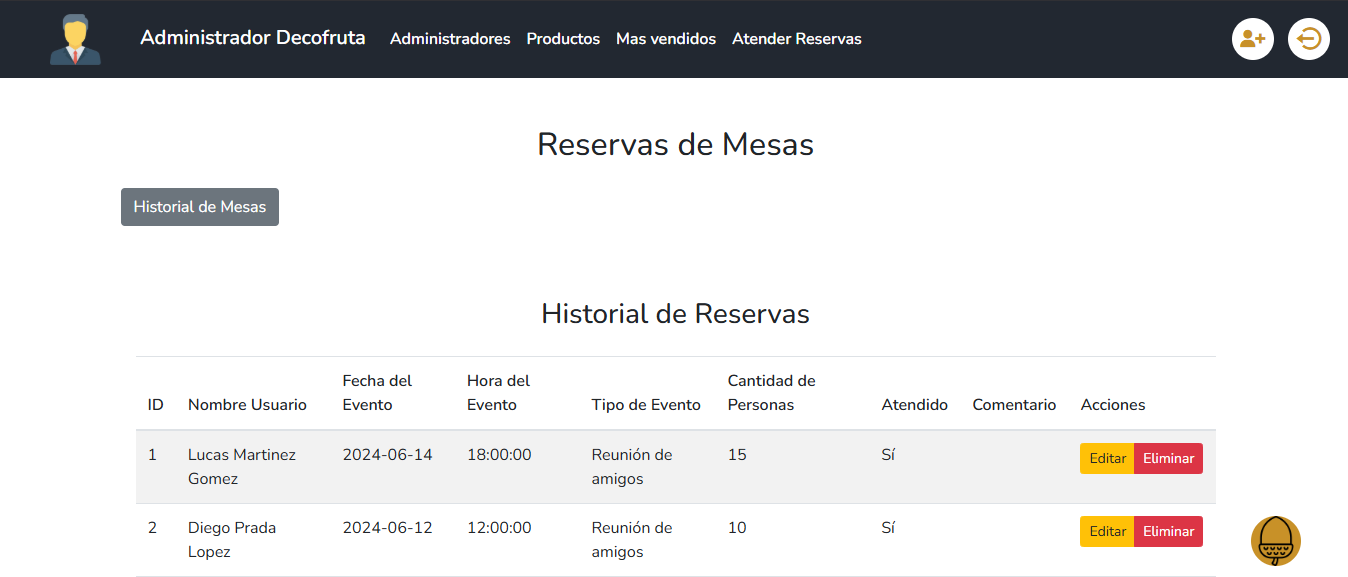 Administrador Decofruta Administradores Productos Mas vendidos Atender Reservas
Reservas de Mesas
Historial de Mesas
Historial de Reservas
ID Nombre Usuario Fecha del Evento Hora del Evento Tipo de Evento Cantidad de Personas Atendido Comentario Acciones
1 Lucas Martinez Gomez 2024-06-14 18:00:00 Reunión de amigos 15 Sí Editar Eliminar
2 Diego Prada Lopez 2024-06-12 12:00:00 Reunión de amigos 10 Sí Editar Eliminar